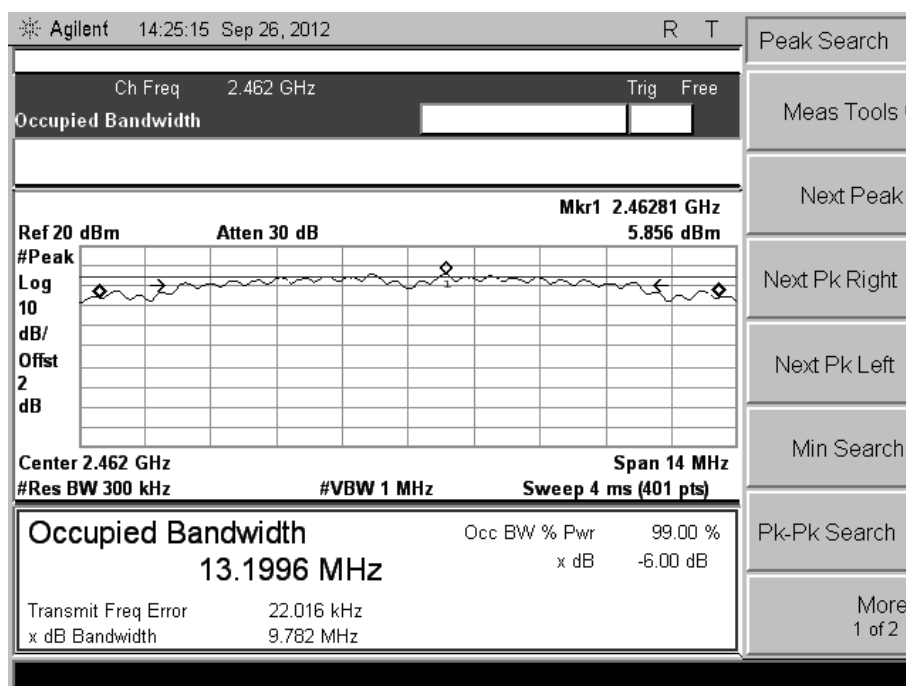 Agilent 14:25:15 Sep 26, 2012 R T
Peak Search
Ch Freq 2.462 GHz Trig Free
Occupied Bandwidth
Meas Tools
Next Peak
Mkr1 2.46281 GHz
Ref 20 dBm Atten 30 dB 5.856 dBm
#Peak
Log
10
dB/
Offst
2
dB
1
Next Pk Right
Next Pk Left
Min Search
Center 2.462 GHz Span 14 MHz
#Res BW 300 kHz #VBW 1 MHz Sweep 4 ms (401 pts)
Occupied Bandwidth Occ BW % Pwr 99.00 %
13.1996 MHz x dB -6.00 dB
Pk-Pk Search
Transmit Freq Error 22.016 kHz
x dB Bandwidth 9.782 MHz
More
1 of 2